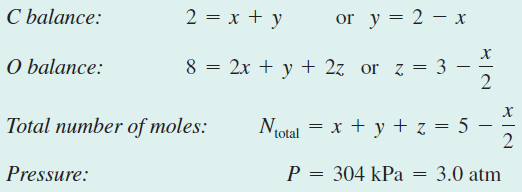 C balance: 2 = x + y or y = 2 − x
O balance: 8 = 2x + y + 2z or z = 3 − x/2
Total number of moles: N_total = x + y + z = 5 − x/2
Pressure: P = 304 kPa = 3.0 atm